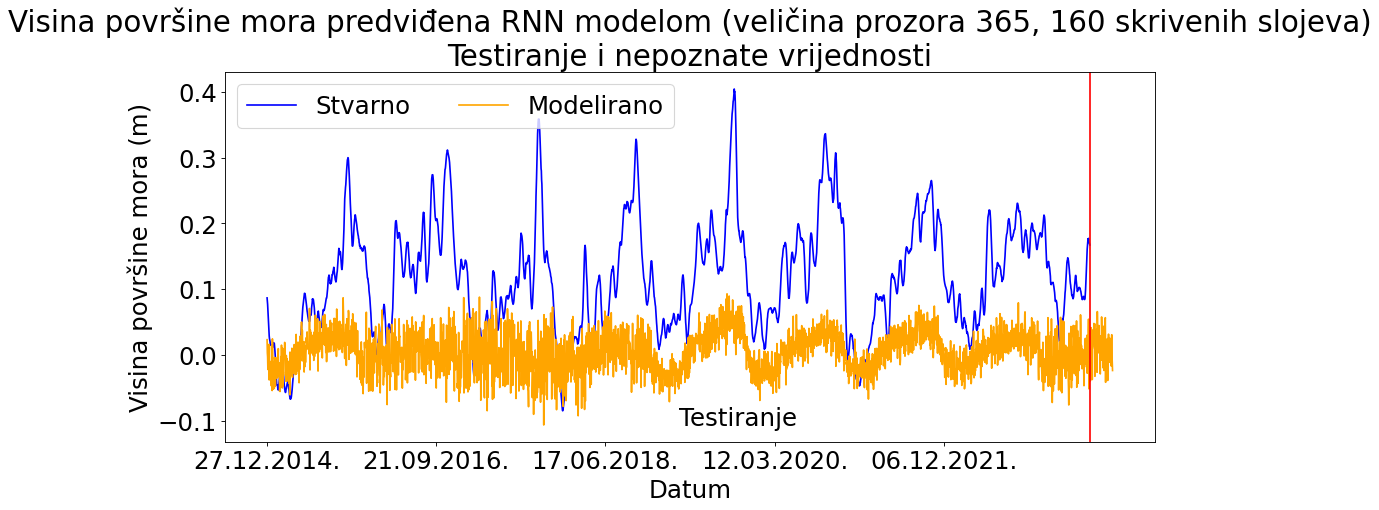 Visina površine mora predviđena RNN modelom (veličina prozora 365, 160 skrivenih slojeva)
Testiranje i nepoznate vrijednosti
Stvarno Modelirano
Visina površine mora (m)
0.4
0.3
0.2
0.1
0.0
−0.1
Testiranje
27.12.2014. 21.09.2016. 17.06.2018. 12.03.2020. 06.12.2021.
Datum